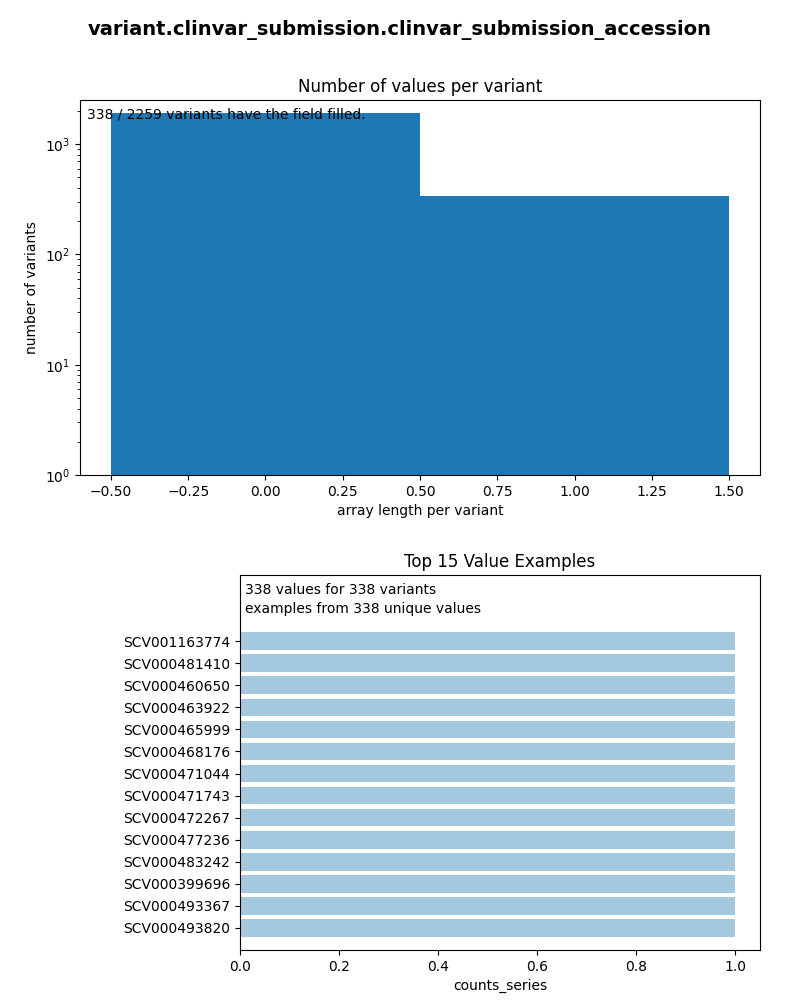 variant.clinvar_submission.clinvar_submission_accession
Number of values per variant
338 / 2259 variants have the field filled.
number of variants
10³
10²
10¹
10⁰
−0.50 −0.25 0.00 0.25 0.50 0.75 1.00 1.25 1.50
array length per variant
Top 15 Value Examples
338 values for 338 variants
examples from 338 unique values
SCV001163774
SCV000481410
SCV000460650
SCV000463922
SCV000465999
SCV000468176
SCV000471044
SCV000471743
SCV000472267
SCV000477236
SCV000483242
SCV000399696
SCV000493367
SCV000493820
0.0 0.2 0.4 0.6 0.8 1.0
counts_series